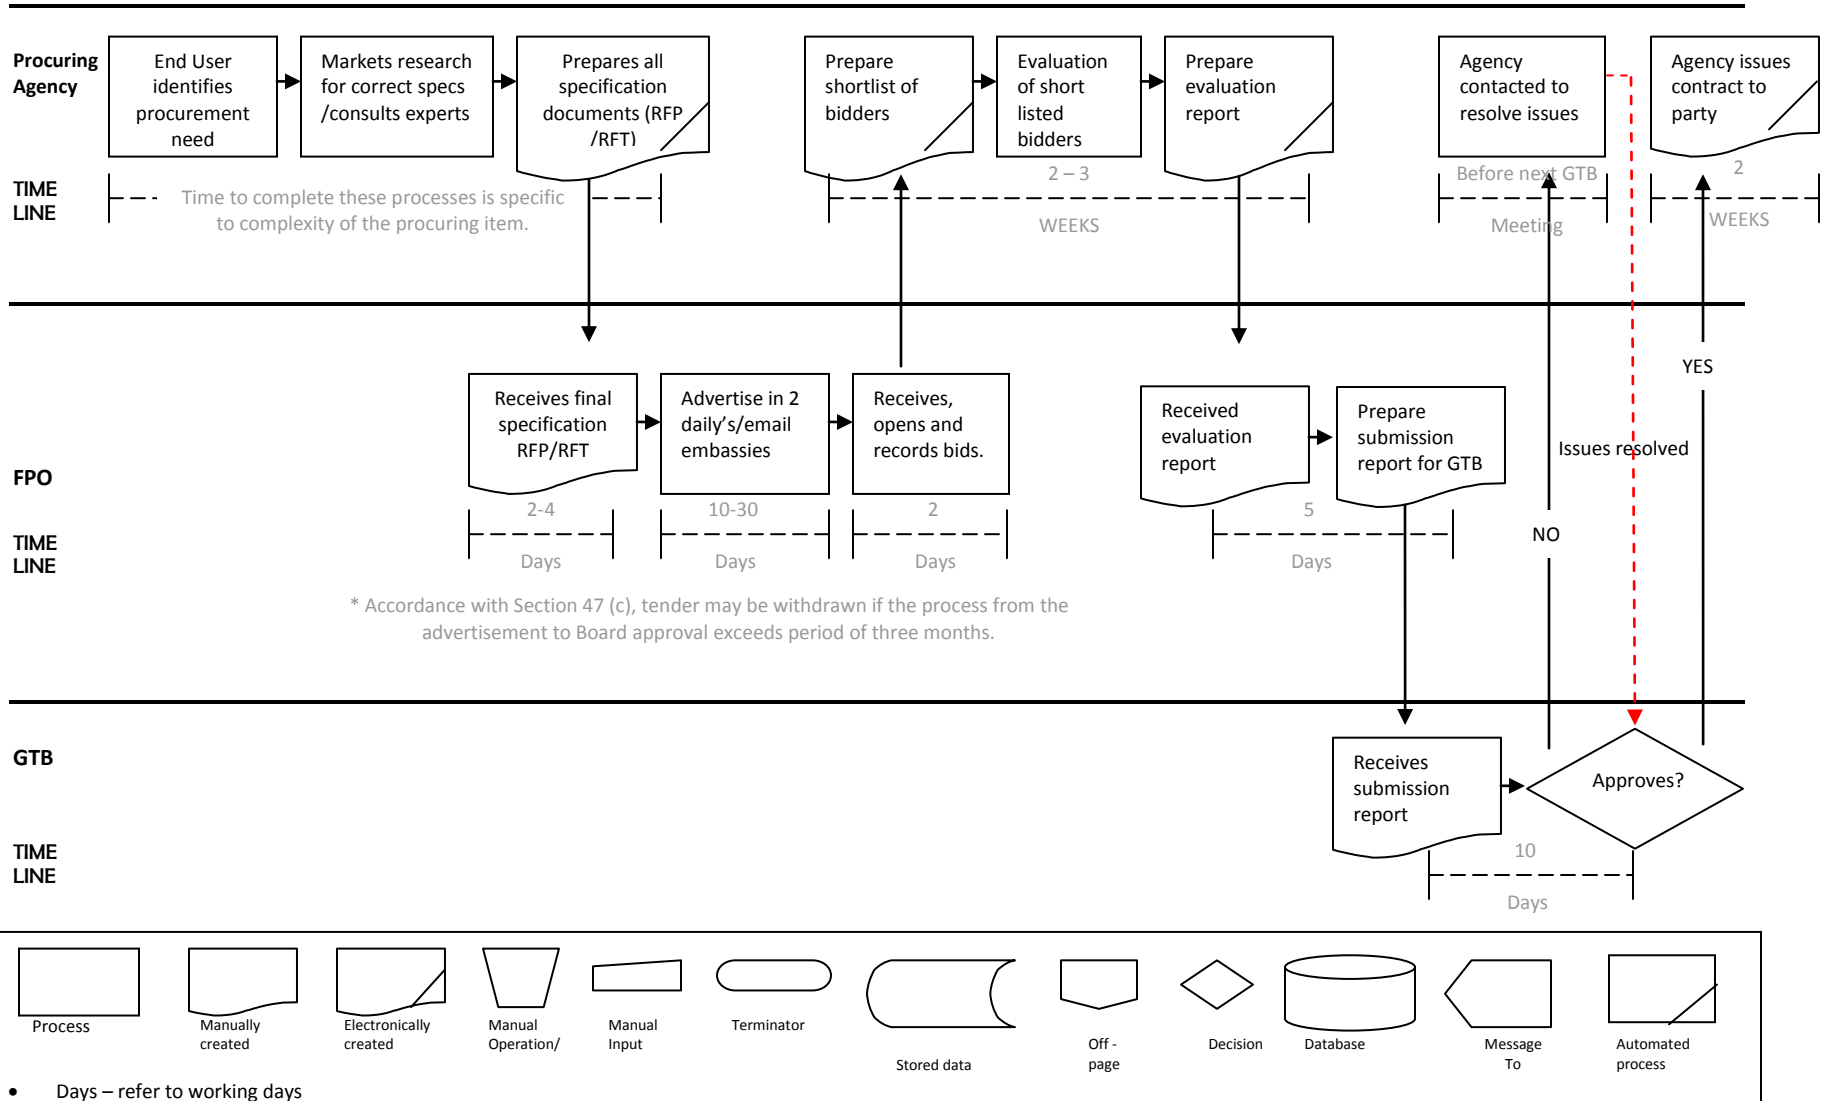 Procuring
Agency
End User
identifies
procurement
need
Markets research
for correct specs
/consults experts
Prepares all
specification
documents (RFP
/RFT)
Prepare
shortlist of
bidders
Evaluation
of short
listed
bidders
Prepare
evaluation
report
Agency
contacted to
resolve issues
Agency issues
contract to
party
TIME
LINE
Time to complete these processes is specific
to complexity of the procuring item.
2 – 3
WEEKS
Before next GTB
Meeting
2
WEEKS
YES
FPO
Receives final
specification
RFP/RFT
Advertise in 2
daily’s/email
embassies
Receives,
opens and
records bids.
Received
evaluation
report
Prepare
submission
report for GTB
Issues resolved
NO
TIME
LINE
2-4
Days
10-30
Days
2
Days
5
Days
* Accordance with Section 47 (c), tender may be withdrawn if the process from the
advertisement to Board approval exceeds period of three months.
GTB
Receives
submission
report
Approves?
TIME
LINE
10
Days
Process
Manually
created
Electronically
created
Manual
Operation/
Manual
Input
Terminator
Stored data
Off -
page
Decision
Database
Message
To
Automated
process
• Days – refer to working days